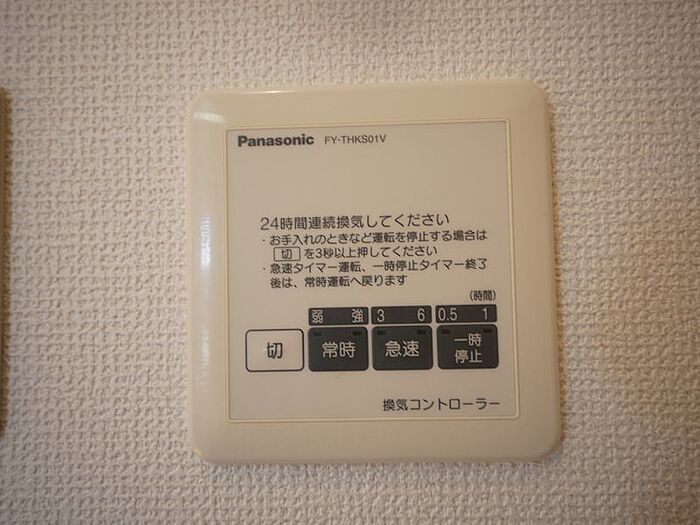 Panasonic FY-THKS01V
24時間連続換気してください
・お手入れのときなど運転を停止する場合は
切 を3秒以上押してください
・急速タイマー運転、一時停止タイマー終了
後は、常時運転へ戻ります
(時間)
弱 強 3 6 0.5 1
切 常時 急速 一時
停止
換気コントローラー